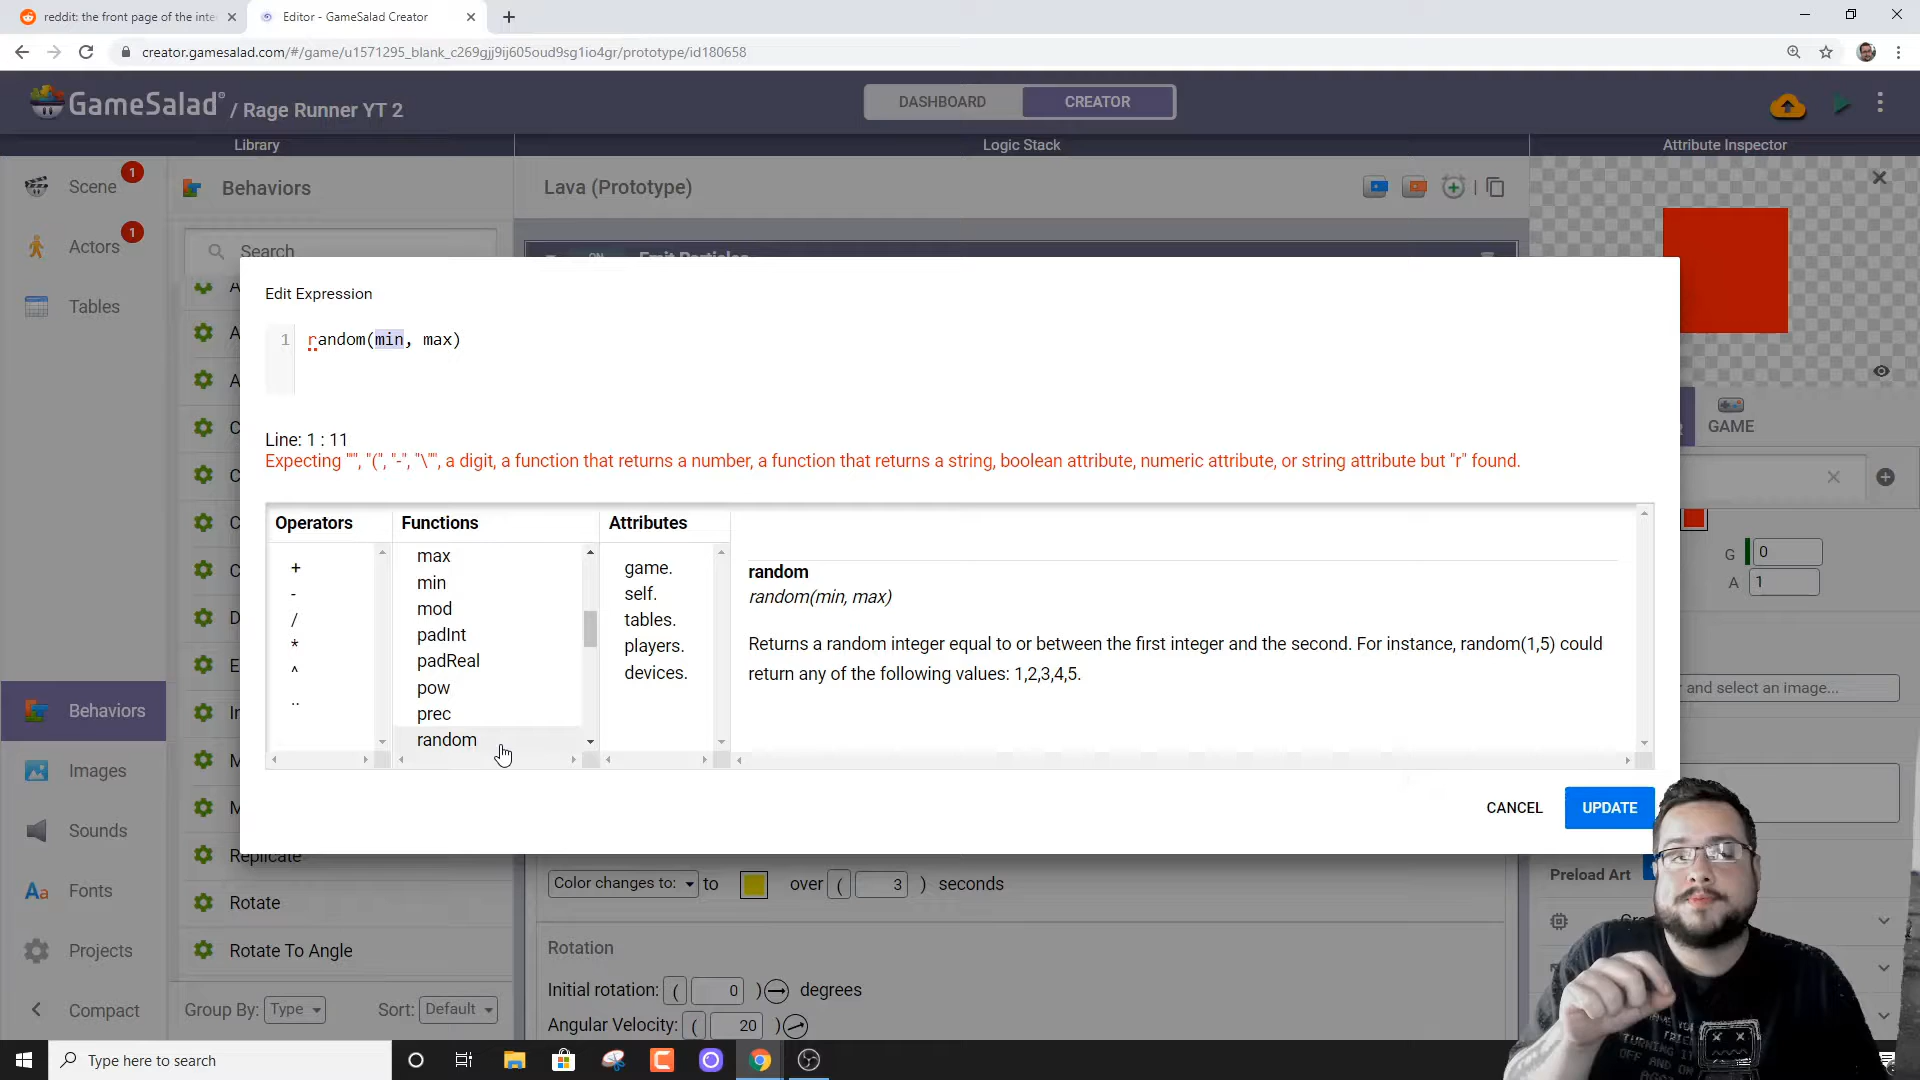 reddit: the front page of the inte
Editor - GameSalad Creator
creator.gamesalad.com/#/game/u1571295_blank_c269gjj9ij605oud9sg1io4gr/prototype/id180658
GameSalad® / Rage Runner YT 2
DASHBOARD
CREATOR
Library
Logic Stack
Attribute Inspector
Scene
1
Behaviors
Lava (Prototype)
Actors
1
Search
ON
Emit Particles
Tables
GAME
Edit Expression
1
random(min, max)
Line: 1 : 11
Expecting "", "(", "-", "\"", a digit, a function that returns a number, a function that returns a string, boolean attribute, numeric attribute, or string attribute but "r" found.
Operators
Functions
Attributes
+
-
/
*
^
..
max
min
mod
padInt
padReal
pow
prec
random
game.
self.
tables.
players.
devices.
random
random(min, max)
Returns a random integer equal to or between the first integer and the second. For instance, random(1,5) could
return any of the following values: 1,2,3,4,5.
CANCEL
UPDATE
G
0
A
1
r and select an image...
Behaviors
Images
Sounds
Fonts
Projects
Compact
Replicate
Rotate
Rotate To Angle
Group By:
Type
Sort:
Default
Color changes to:
to
over
(
3
)
seconds
Rotation
Initial rotation:
(
0
)
degrees
Angular Velocity:
(
20
)
Preload Art
Type here to search